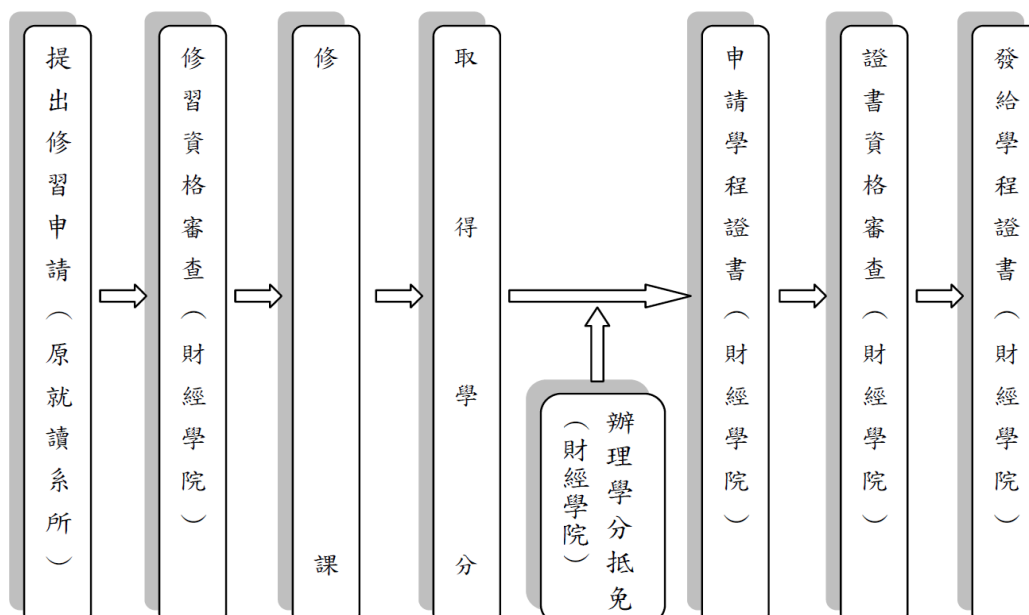 提出修習申請（原就讀系所）
修習資格審查（財經學院）
修課
取得學分
辦理學分抵免
（財經學院）
申請學程證書（財經學院）
證書資格審查（財經學院）
發給學程證書（財經學院）